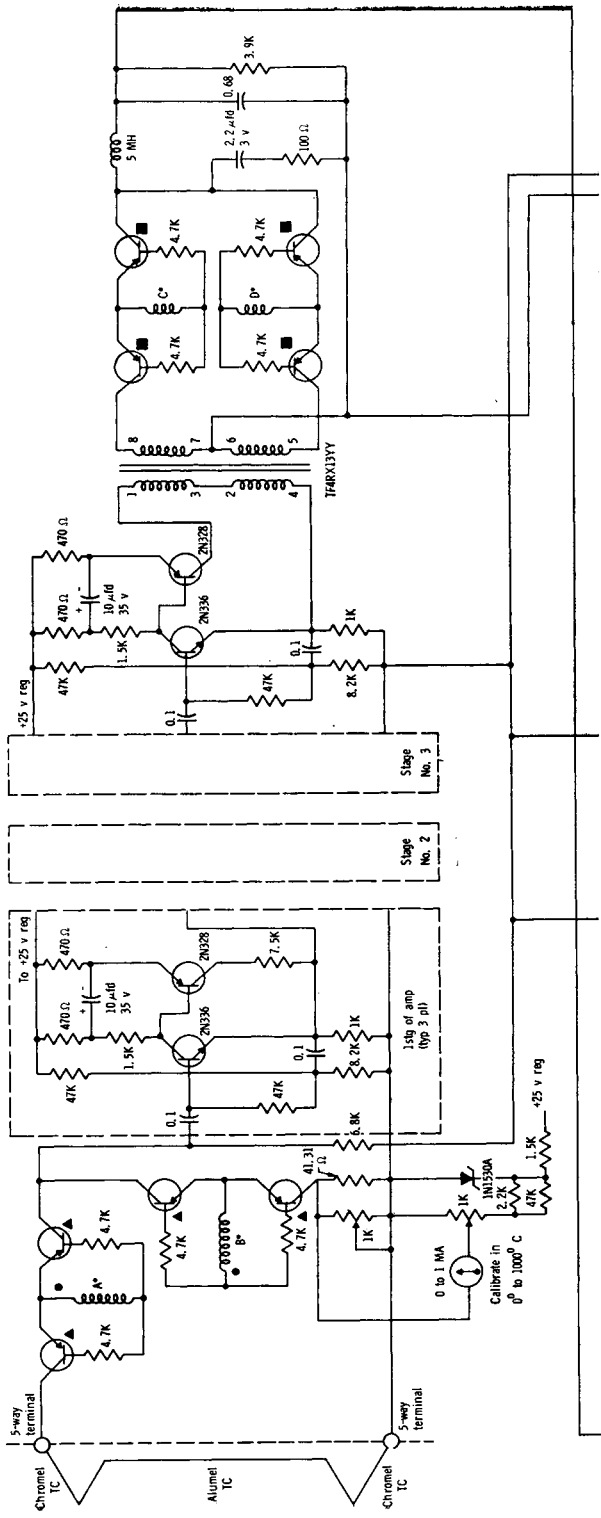 Chromel
TC
5-way
terminal
Alumel
TC
Chromel
TC
5-way
terminal
4.7K
A*
4.7K
4.7K
B*
4.7K
0 to 1 MA
Calibrate in
0° to 1000° C
1K
41.31
Ω
1K
1N1530A
2.2K
47K
1.5K
+25 v reg
6.8K
To +25 v reg
47K
470 Ω
470 Ω
+ -
10 μfd
35 v
1.5K
2N336
2N328
0.1
47K
7.5K
0.1
8.2K
1K
1stg of amp
(typ 3 pl)
Stage
No. 2
Stage
No. 3
+25 v reg
47K
470 Ω
470 Ω
+ -
10 μfd
35 v
1.5K
2N336
2N328
0.1
47K
0.1
8.2K
1K
1
3
2
4
8
7
6
5
TF4RX13YY
4.7K
C*
4.7K
4.7K
D*
4.7K
5 MH
2.2 μfd
3 v
100 Ω
0.68
3.9K